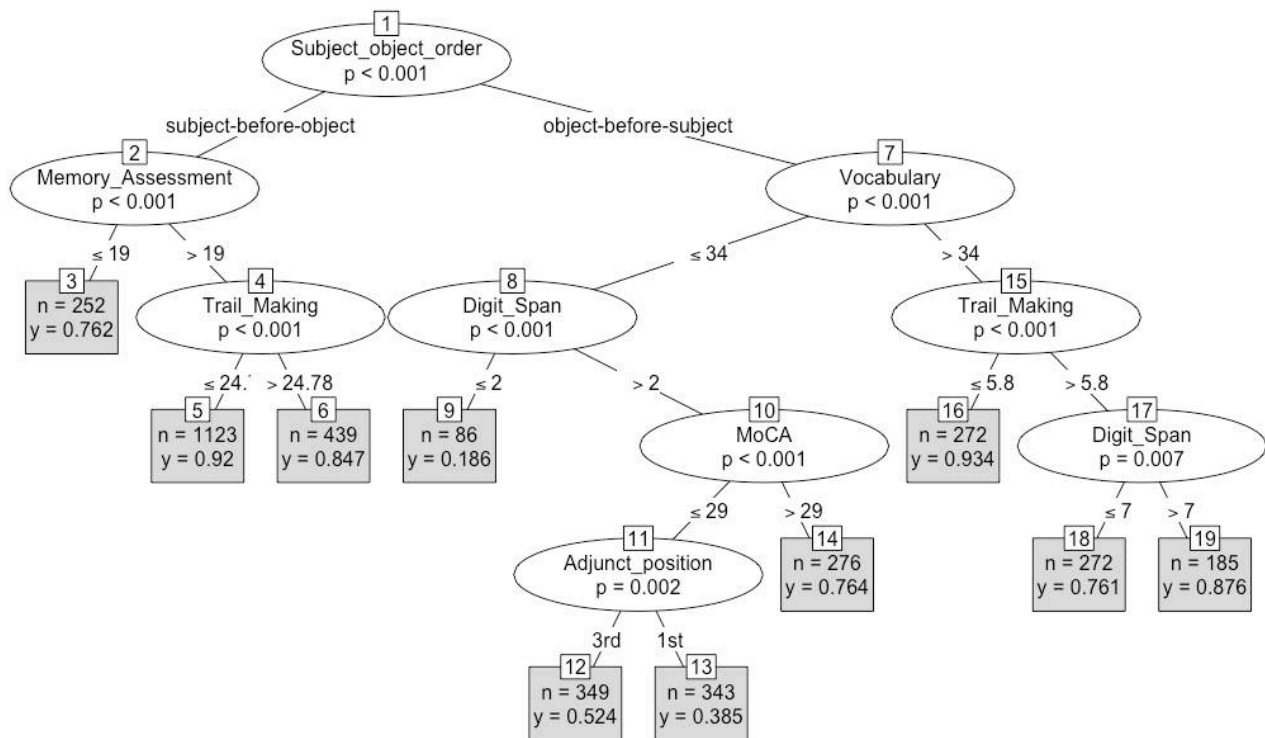 1
Subject_object_order
p < 0.001
subject-before-object
object-before-subject
2
Memory_Assessment
p < 0.001
7
Vocabulary
p < 0.001
≤ 19
> 19
≤ 34
> 34
3
n = 252
y = 0.762
4
Trail_Making
p < 0.001
8
Digit_Span
p < 0.001
15
Trail_Making
p < 0.001
≤ 24.
> 24.78
≤ 2
> 2
≤ 5.8
> 5.8
5
n = 1123
y = 0.92
6
n = 439
y = 0.847
9
n = 86
y = 0.186
10
MoCA
p < 0.001
16
n = 272
y = 0.934
17
Digit_Span
p = 0.007
≤ 29
> 29
≤ 7
> 7
11
Adjunct_position
p = 0.002
14
n = 276
y = 0.764
18
n = 272
y = 0.761
19
n = 185
y = 0.876
3rd
1st
12
n = 349
y = 0.524
13
n = 343
y = 0.385